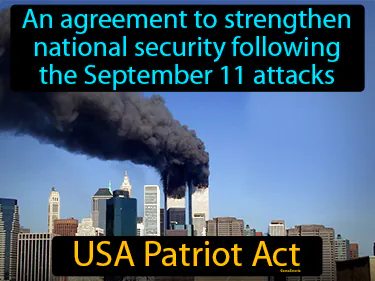 An agreement to strengthen
national security following
the September 11 attacks
USA Patriot Act